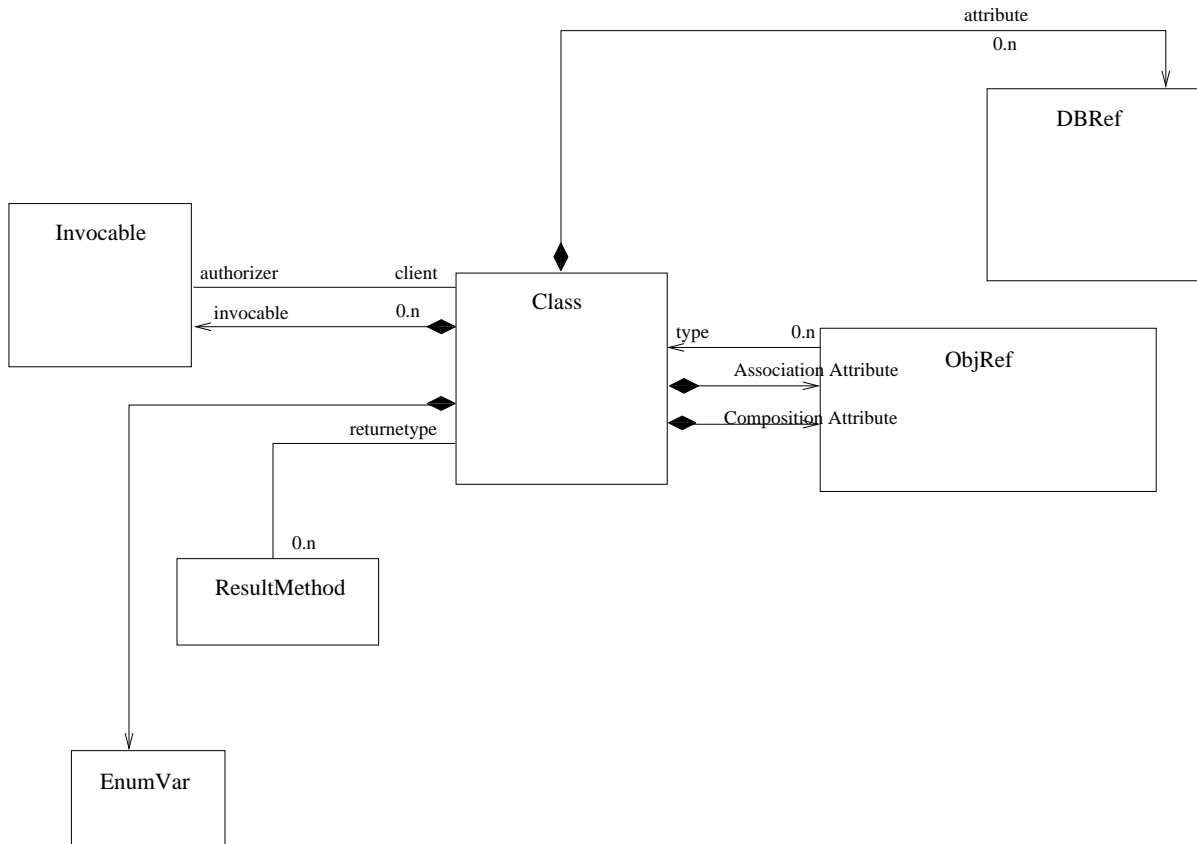 attribute
0.n
DBRef
Invocable
authorizer
client
invocable
0.n
Class
type
0.n
ObjRef
Association Attribute
Composition Attribute
returnetype
0.n
ResultMethod
EnumVar